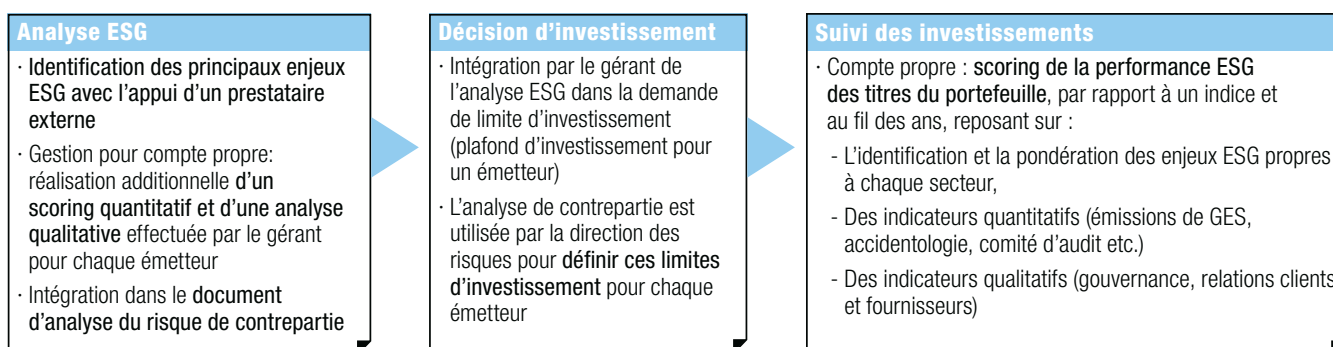 Analyse ESG
· Identification des principaux enjeux
ESG avec l'appui d'un prestataire
externe
· Gestion pour compte propre:
réalisation additionnelle d'un
scoring quantitatif et d'une analyse
qualitative effectuée par le gérant
pour chaque émetteur
· Intégration dans le document
d'analyse du risque de contrepartie
Décision d'investissement
· Intégration par le gérant de
l'analyse ESG dans la demande
de limite d'investissement
(plafond d'investissement pour
un émetteur)
· L'analyse de contrepartie est
utilisée par la direction des
risques pour définir ces limites
d'investissement pour chaque
émetteur
Suivi des investissements
· Compte propre : scoring de la performance ESG
des titres du portefeuille, par rapport à un indice et
au fil des ans, reposant sur :
- L'identification et la pondération des enjeux ESG propres
à chaque secteur,
- Des indicateurs quantitatifs (émissions de GES,
accidentologie, comité d'audit etc.)
- Des indicateurs qualitatifs (gouvernance, relations clients
et fournisseurs)